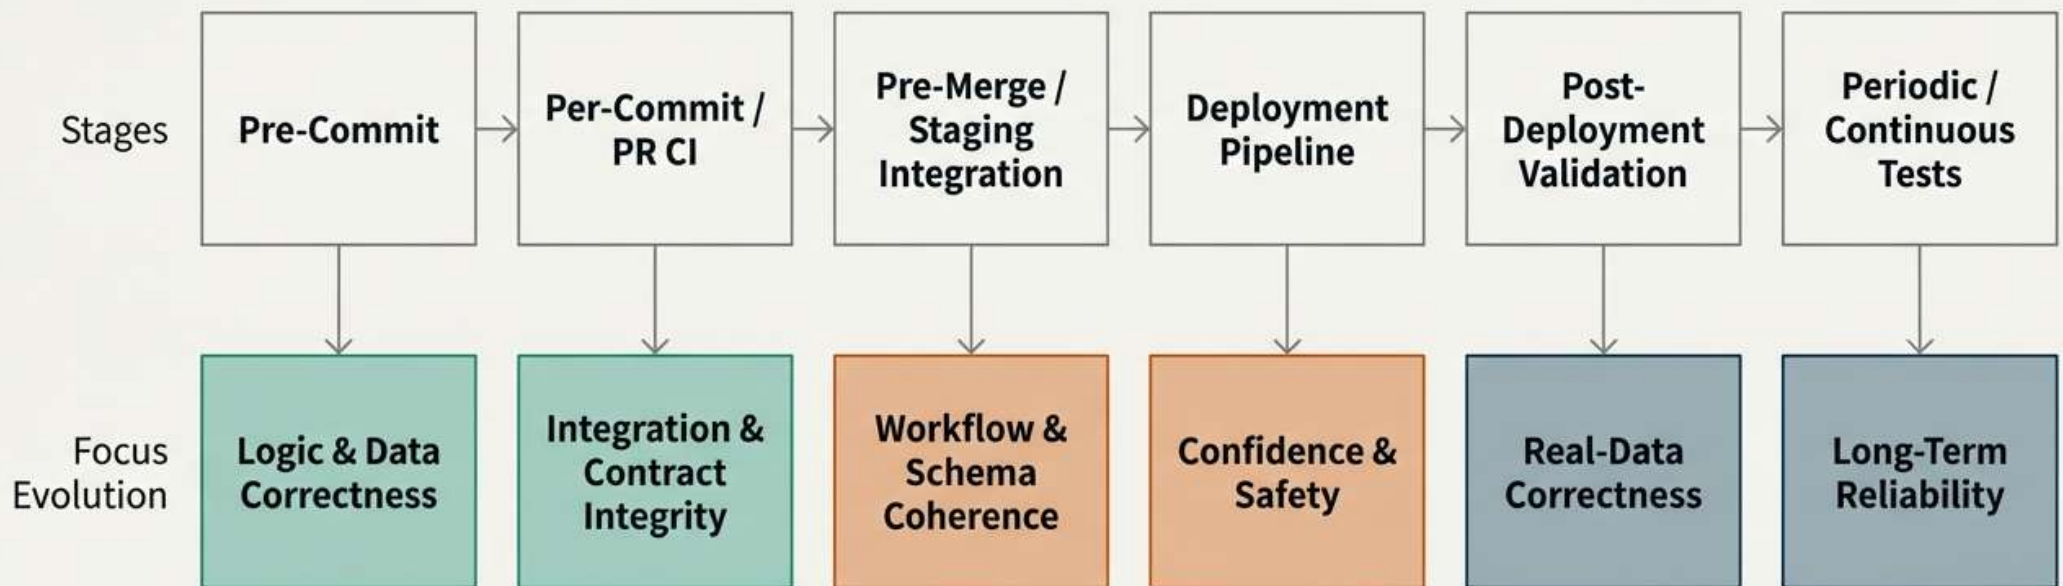 Stages
Pre-Commit
Per-Commit /
PR CI
Pre-Merge /
Staging
Integration
Deployment
Pipeline
Post-
Deployment
Validation
Periodic /
Continuous
Tests
Focus
Evolution
Logic & Data
Correctness
Integration &
Contract
Integrity
Workflow &
Schema
Coherence
Confidence &
Safety
Real-Data
Correctness
Long-Term
Reliability